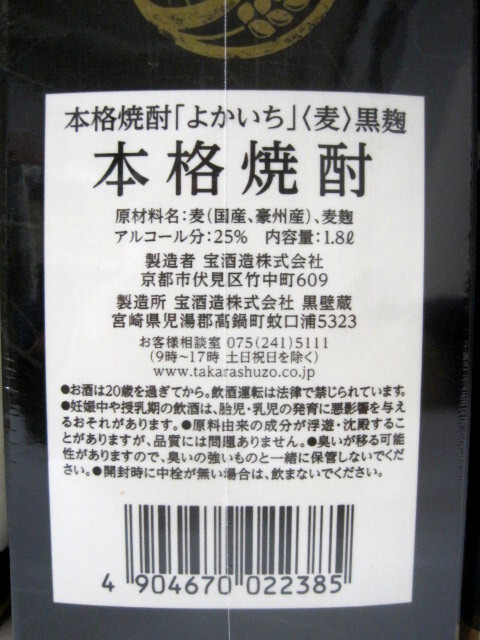 本格焼酎「よかいち」〈麦〉黒麹
本格焼酎
原材料名:麦(国産、豪州産)、麦麹
アルコール分:25% 内容量:1.8ℓ
製造者 宝酒造株式会社
京都市伏見区竹中町609
製造所 宝酒造株式会社 黒壁蔵
宮崎県児湯郡高鍋町蚊口浦5323
お客様相談室 075(241)5111
(9時~17時 土日祝日を除く)
www.takarashuzo.co.jp
●お酒は20歳を過ぎてから。飲酒運転は法律で禁じられています。
●妊娠中や授乳期の飲酒は、胎児・乳児の発育に悪影響を与え
るおそれがあります。●原料由来の成分が浮遊・沈殿するこ
とがありますが、品質には問題ありません。●臭いが移る可能
性がありますので、臭いの強いものと一緒に保管しないでくだ
さい。●開封時に中栓が無い場合は、飲まないでください。
4 904670 022385